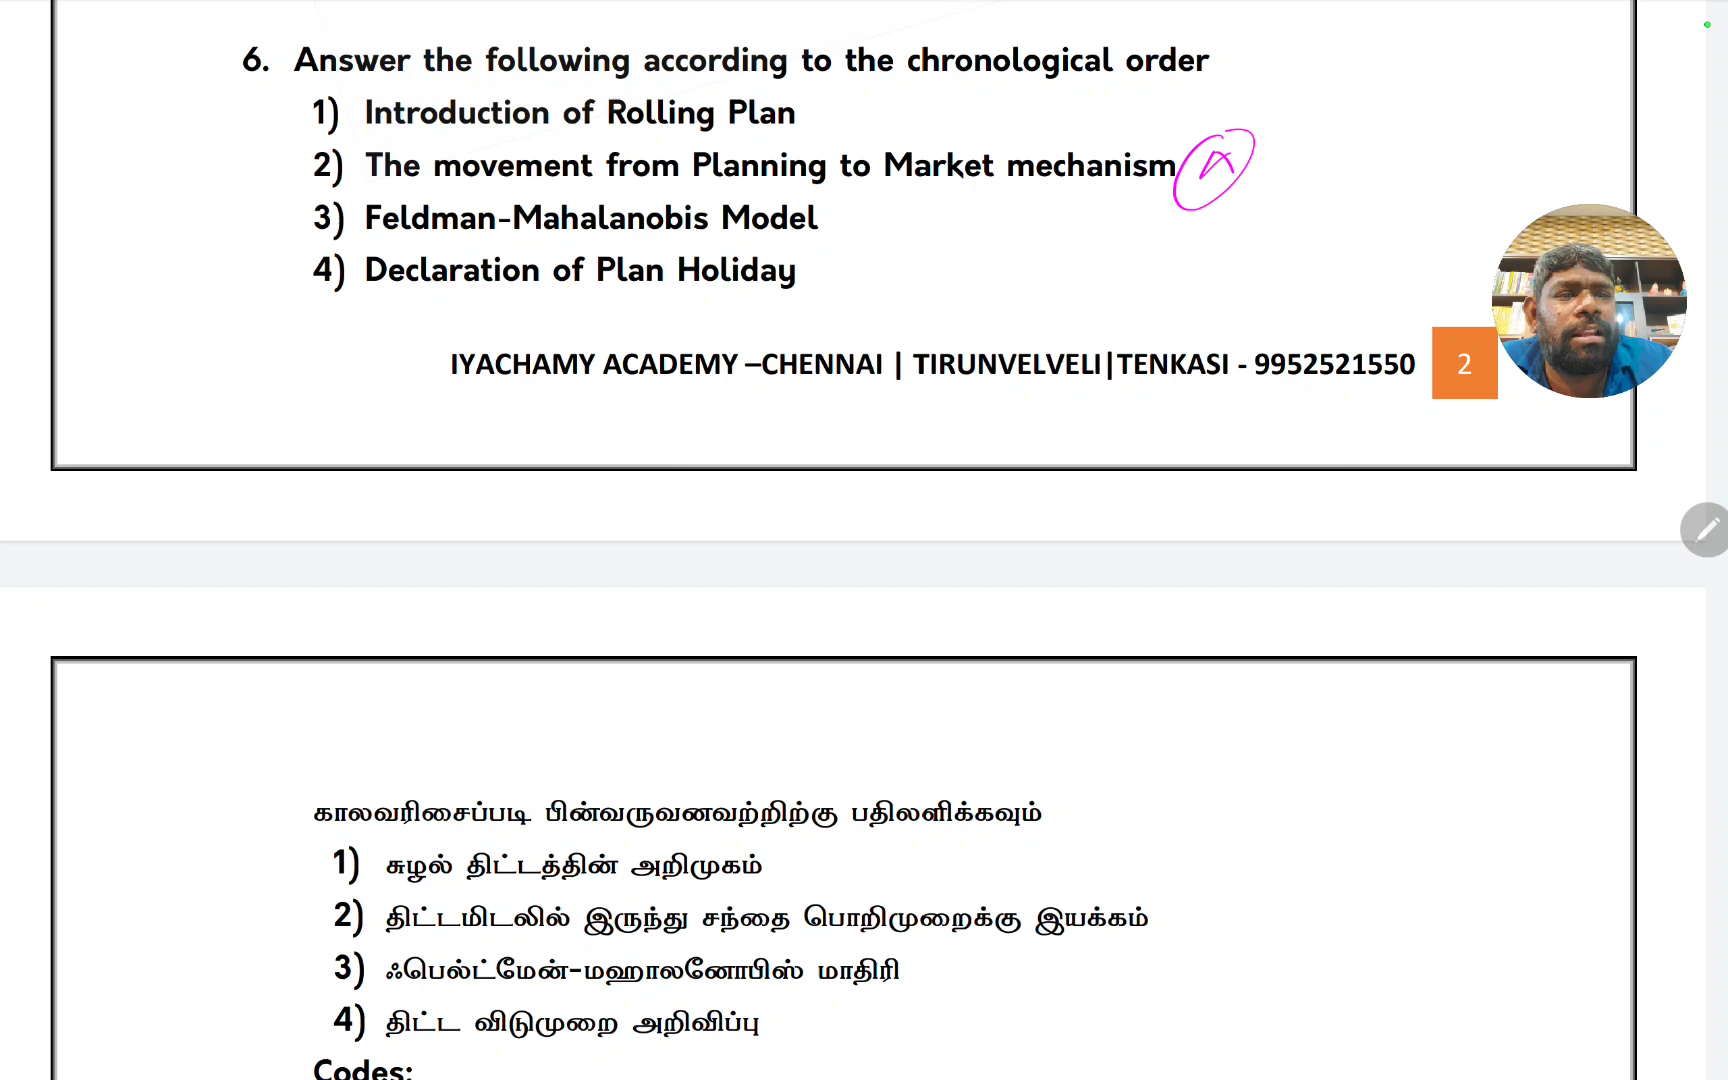 6. Answer the following according to the chronological order
1) Introduction of Rolling Plan
2) The movement from Planning to Market mechanism
3) Feldman-Mahalanobis Model
4) Declaration of Plan Holiday
IYACHAMY ACADEMY –CHENNAI | TIRUNVELVELI|TENKASI - 9952521550 2
காலவரிசைப்படி பின்வருவனவற்றிற்கு பதிலளிக்கவும்
1) சுழல் திட்டத்தின் அறிமுகம்
2) திட்டமிடலில் இருந்து சந்தை பொறிமுறைக்கு இயக்கம்
3) ஃபெல்ட்மேன்-மஹாலனோபிஸ் மாதிரி
4) திட்ட விடுமுறை அறிவிப்பு
Codes: